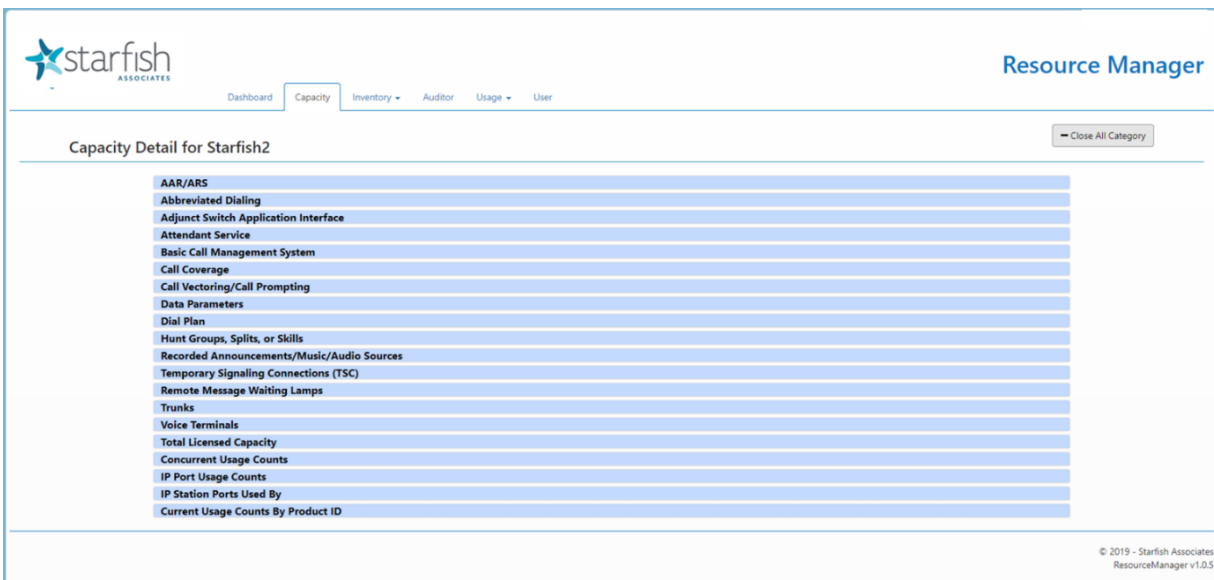 starfish
ASSOCIATES
Resource Manager
Dashboard Capacity Inventory Auditor Usage User
Capacity Detail for Starfish2
Close All Category
AAR/ARS
Abbreviated Dialing
Adjunct Switch Application Interface
Attendant Service
Basic Call Management System
Call Coverage
Call Vectoring/Call Prompting
Data Parameters
Dial Plan
Hunt Groups, Splits, or Skills
Recorded Announcements/Music/Audio Sources
Temporary Signaling Connections (TSC)
Remote Message Waiting Lamps
Trunks
Voice Terminals
Total Licensed Capacity
Concurrent Usage Counts
IP Port Usage Counts
IP Station Ports Used By
Current Usage Counts By Product ID
© 2019 - Starfish Associates
ResourceManager v1.0.5